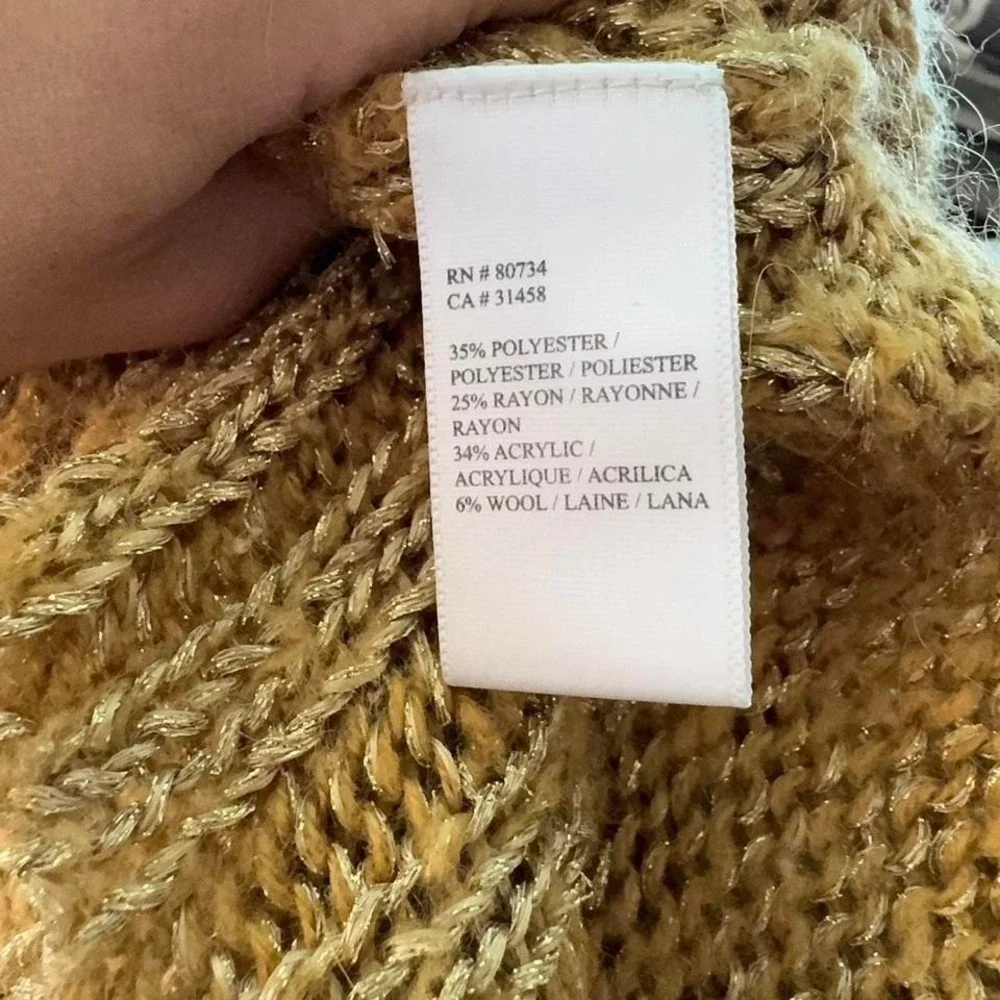 RN # 80734
CA # 31458
35% POLYESTER /
POLYESTER / POLIESTER
25% RAYON / RAYONNE /
RAYON
34% ACRYLIC /
ACRYLIQUE / ACRILICA
6% WOOL / LAINE / LANA